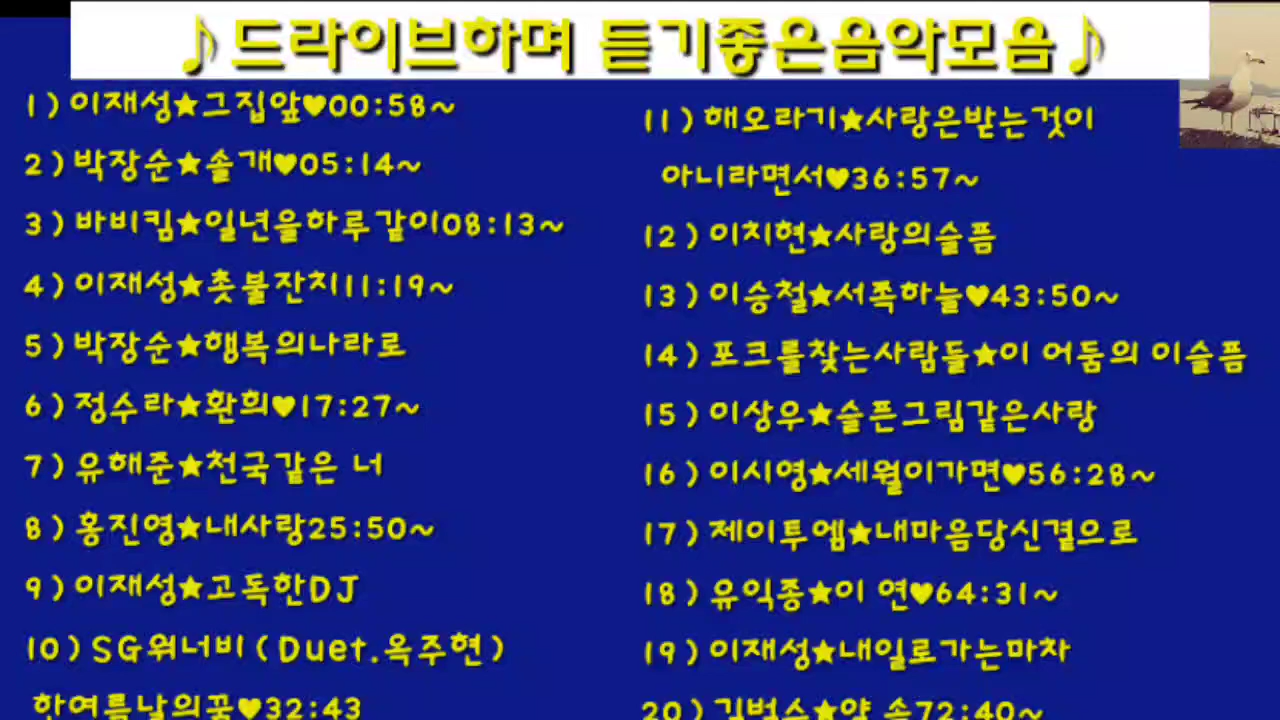 ♪드라이브하며 듣기좋은음악모음♪
1)이재성★그집앞♥00:58~
2)박장순★솔개♥05:14~
3)바비킴★일년을하루같이08:13~
4)이재성★촛불잔치11:19~
5)박장순★행복의나라로
6)정수라★환희♥17:27~
7)유해준★천국같은 너
8)홍진영★내사랑25:50~
9)이재성★고독한DJ
10)SG워너비(Duet.옥주현)
한여름날의꿈♥32:43
11)해오라기★사랑은받는것이
아니라면서♥36:57~
12)이치현★사랑의슬픔
13)이승철★서쪽하늘♥43:50~
14)포크를찾는사람들★이 어둠의 이슬픔
15)이상우★슬픈그림같은사랑
16)이시영★세월이가면♥56:28~
17)제이투엠★내마음당신곁으로
18)유익종★이 연♥64:31~
19)이재성★내일로가는마차
20)김범수★약 속72:40~